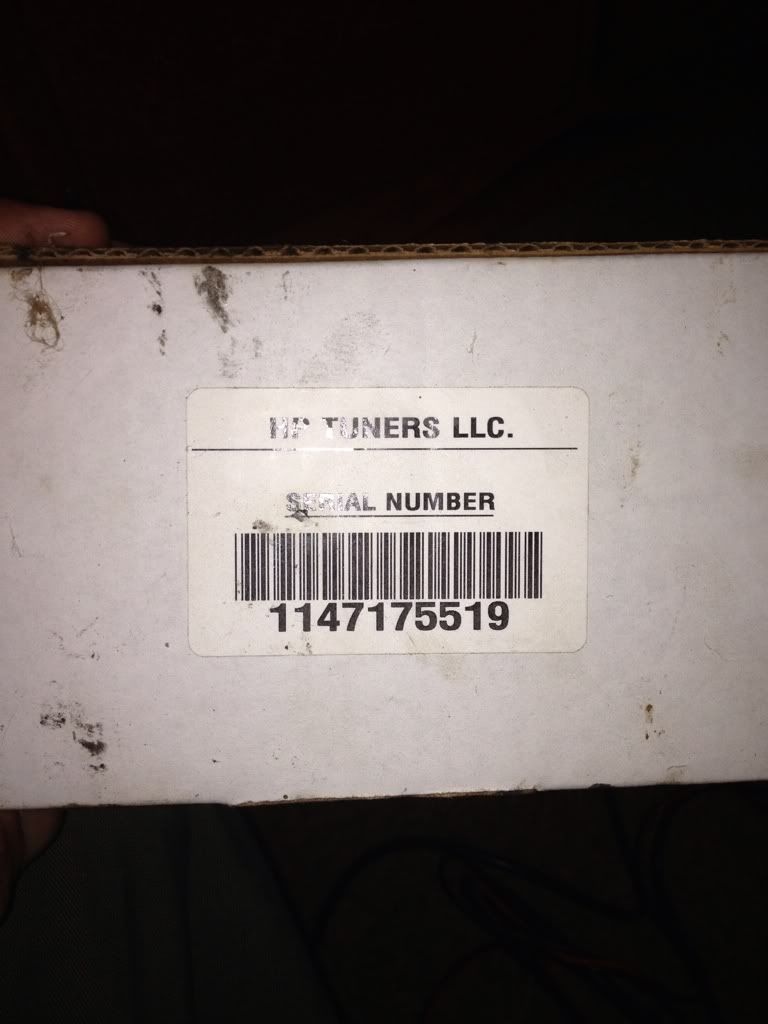 HP TUNERS LLC.
SERIAL NUMBER
1147175519